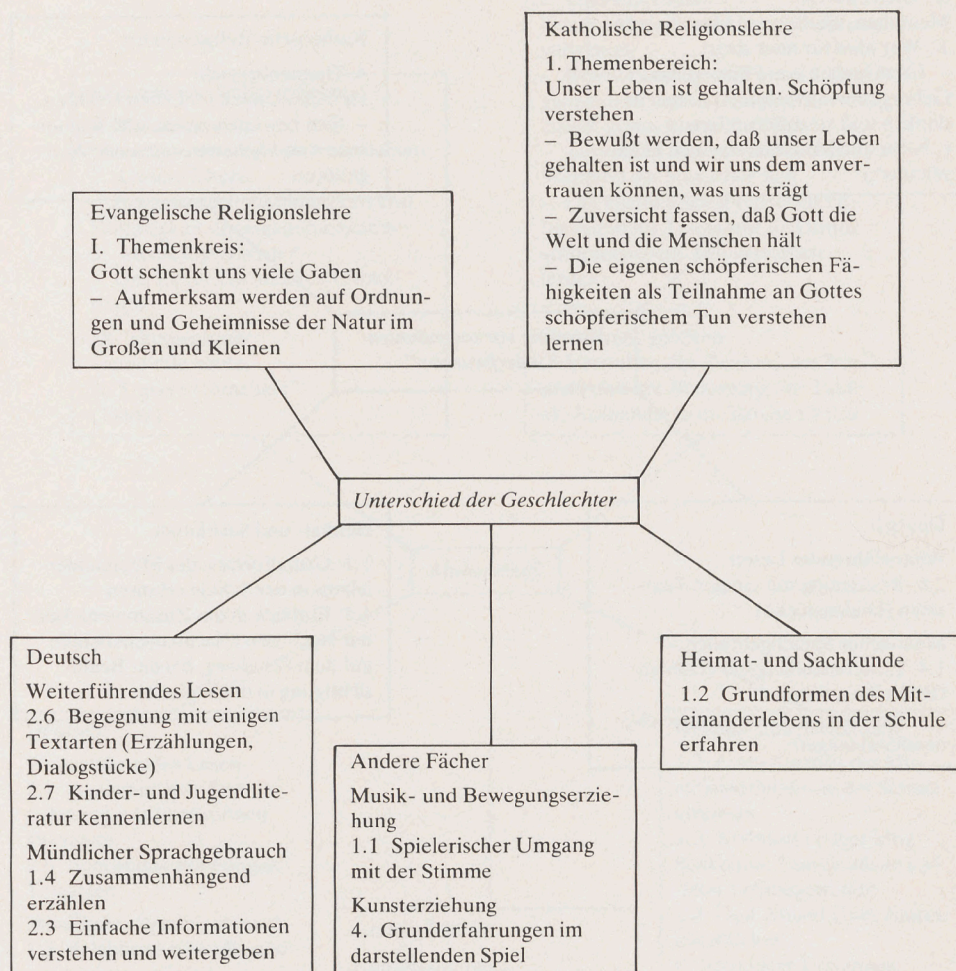 Katholische Religionslehre
1. Themenbereich:
Unser Leben ist gehalten. Schöpfung
verstehen
– Bewußt werden, daß unser Leben
gehalten ist und wir uns dem anver-
trauen können, was uns trägt
– Zuversicht fassen, daß Gott die
Welt und die Menschen hält
– Die eigenen schöpferischen Fä-
higkeiten als Teilnahme an Gottes
schöpferischem Tun verstehen
lernen
Evangelische Religionslehre
I. Themenkreis:
Gott schenkt uns viele Gaben
– Aufmerksam werden auf Ordnun-
gen und Geheimnisse der Natur im
Großen und Kleinen
Unterschied der Geschlechter
Deutsch
Weiterführendes Lesen
2.6 Begegnung mit einigen
Textarten (Erzählungen,
Dialogstücke)
2.7 Kinder- und Jugendlite-
ratur kennenlernen
Mündlicher Sprachgebrauch
1.4 Zusammenhängend
erzählen
2.3 Einfache Informationen
verstehen und weitergeben
Andere Fächer
Musik- und Bewegungserzie-
hung
1.1 Spielerischer Umgang
mit der Stimme
Kunsterziehung
4. Grunderfahrungen im
darstellenden Spiel
Heimat- und Sachkunde
1.2 Grundformen des Mit-
einanderlebens in der Schule
erfahren